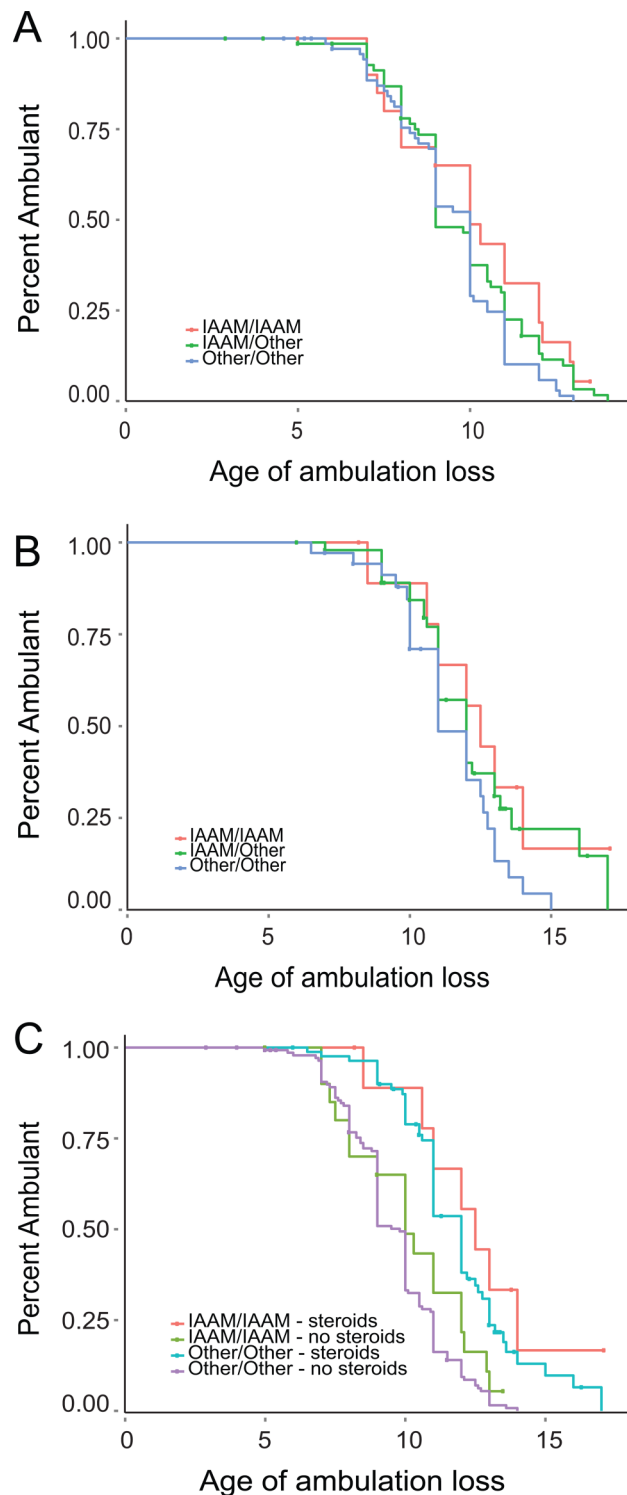 A
1.00
0.75
0.50
0.25
0.00
Percent Ambulant
IAAM/IAAM
IAAM/Other
Other/Other
0 5 10
Age of ambulation loss
B
1.00
0.75
0.50
0.25
0.00
Percent Ambulant
IAAM/IAAM
IAAM/Other
Other/Other
0 5 10 15
Age of ambulation loss
C
1.00
0.75
0.50
0.25
0.00
Percent Ambulant
IAAM/IAAM - steroids
IAAM/IAAM - no steroids
Other/Other - steroids
Other/Other - no steroids
0 5 10 15
Age of ambulation loss